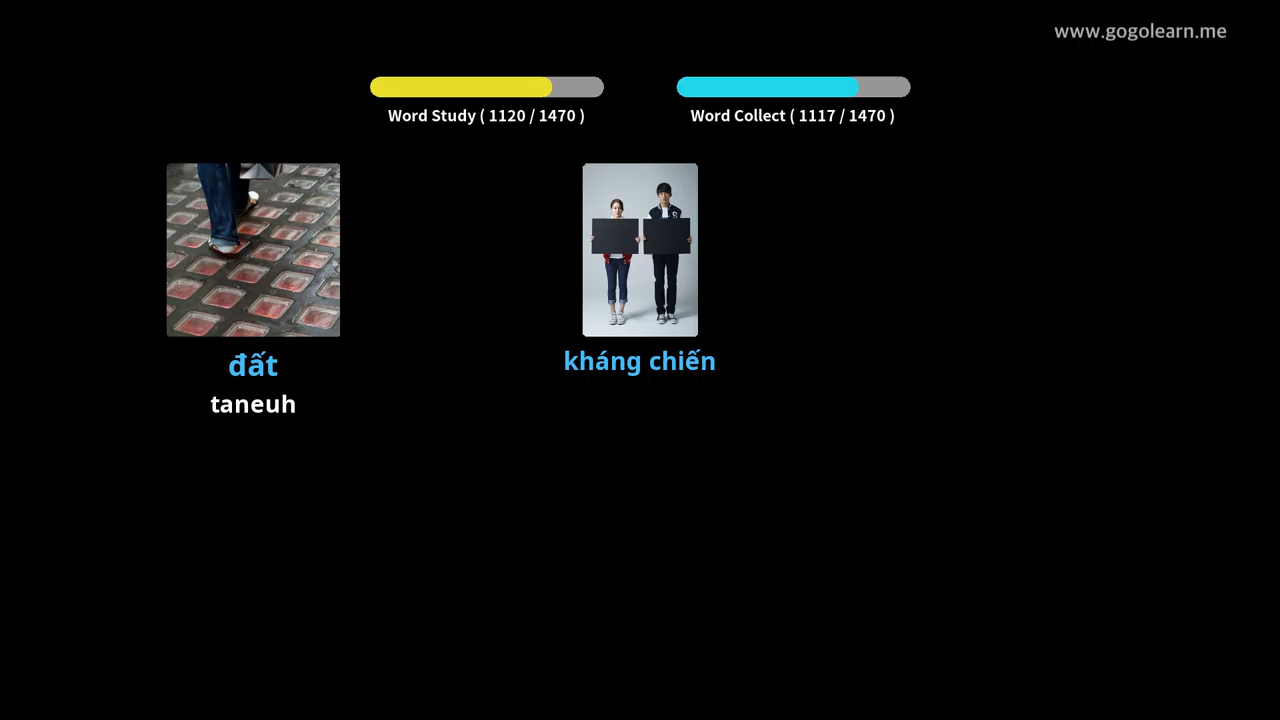 www.gogolearn.me
Word Study ( 1120 / 1470 )
Word Collect ( 1117 / 1470 )
đất
taneuh
kháng chiến